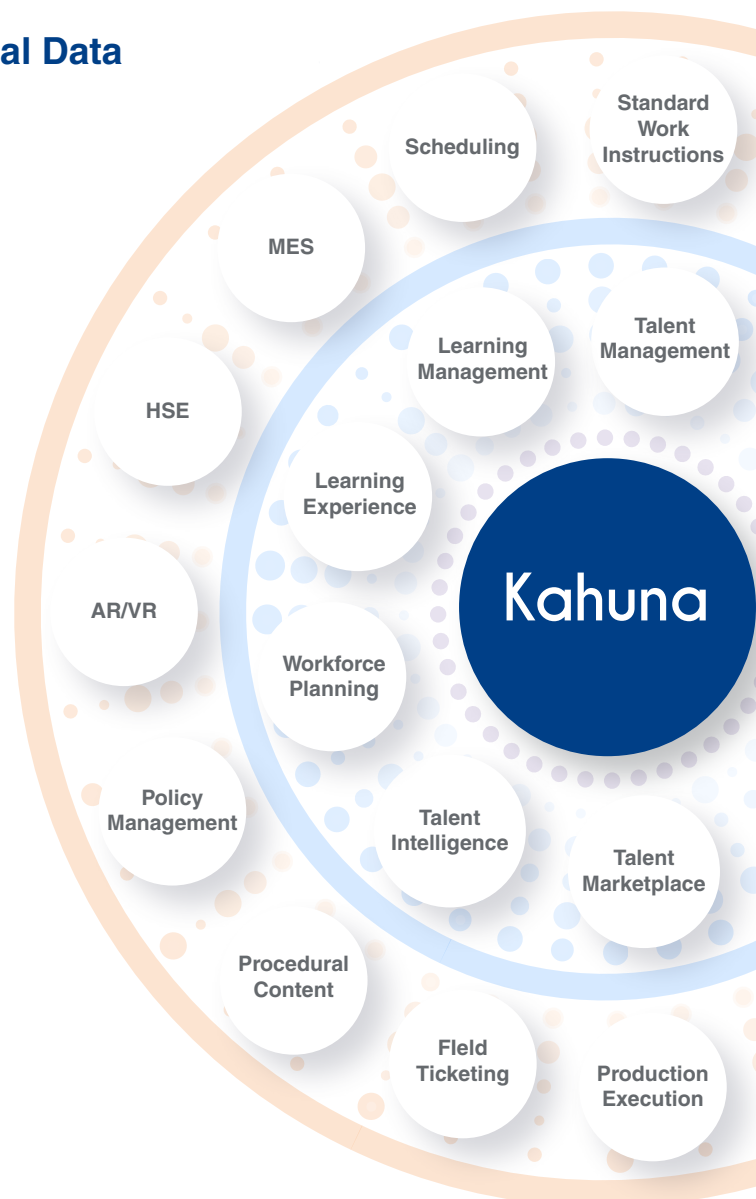 al Data
Standard
Work
Instructions
Scheduling
MES
Talent
Management
Learning
Management
HSE
Learning
Experience
Kahuna
AR/VR
Workforce
Planning
Policy
Management
Talent
Intelligence
Talent
Marketplace
Procedural
Content
FIeld
Ticketing
Production
Execution